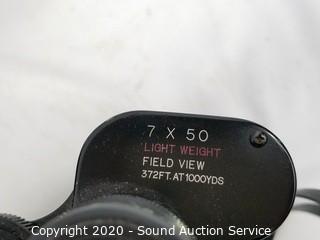 7 X 50
LIGHT WEIGHT
FIELD VIEW
372FT.AT1000YDS
Copyright 2020 - Sound Auction Service